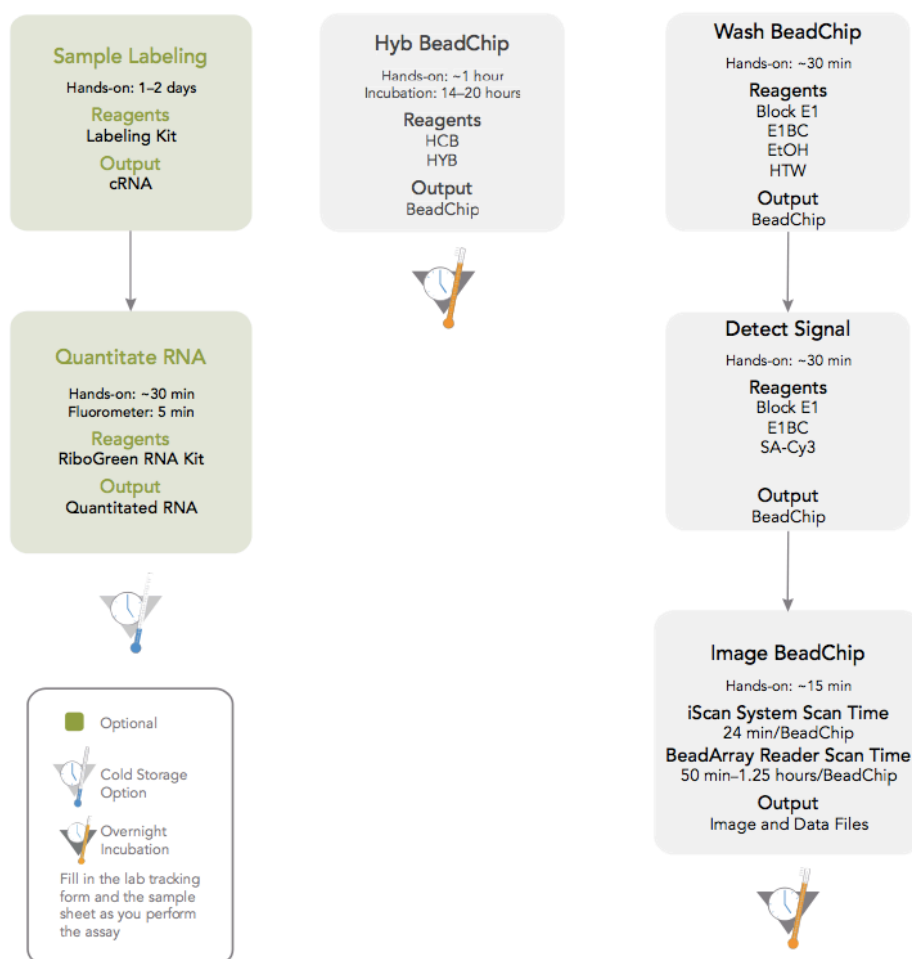 Sample Labeling
Hands-on: 1–2 days
Reagents
Labeling Kit
Output
cRNA
Quantitate RNA
Hands-on: ~30 min
Fluorometer: 5 min
Reagents
RiboGreen RNA Kit
Output
Quantitated RNA
Optional
Cold Storage
Option
Overnight
Incubation
Fill in the lab tracking
form and the sample
sheet as you perform
the assay
Hyb BeadChip
Hands-on: ~1 hour
Incubation: 14–20 hours
Reagents
HCB
HYB
Output
BeadChip
Wash BeadChip
Hands-on: ~30 min
Reagents
Block E1
E1BC
EtOH
HTW
Output
BeadChip
Detect Signal
Hands-on: ~30 min
Reagents
Block E1
E1BC
SA-Cy3
Output
BeadChip
Image BeadChip
Hands-on: ~15 min
iScan System Scan Time
24 min/BeadChip
BeadArray Reader Scan Time
50 min–1.25 hours/BeadChip
Output
Image and Data Files